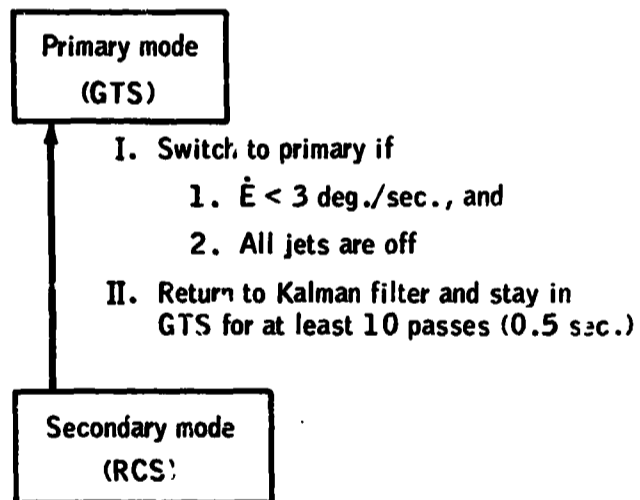 Primary mode
(GTS)
I. Switch to primary if
1. Ė < 3 deg./sec., and
2. All jets are off
II. Return to Kalman filter and stay in
GTS for at least 10 passes (0.5 sec.)
Secondary mode
(RCS)